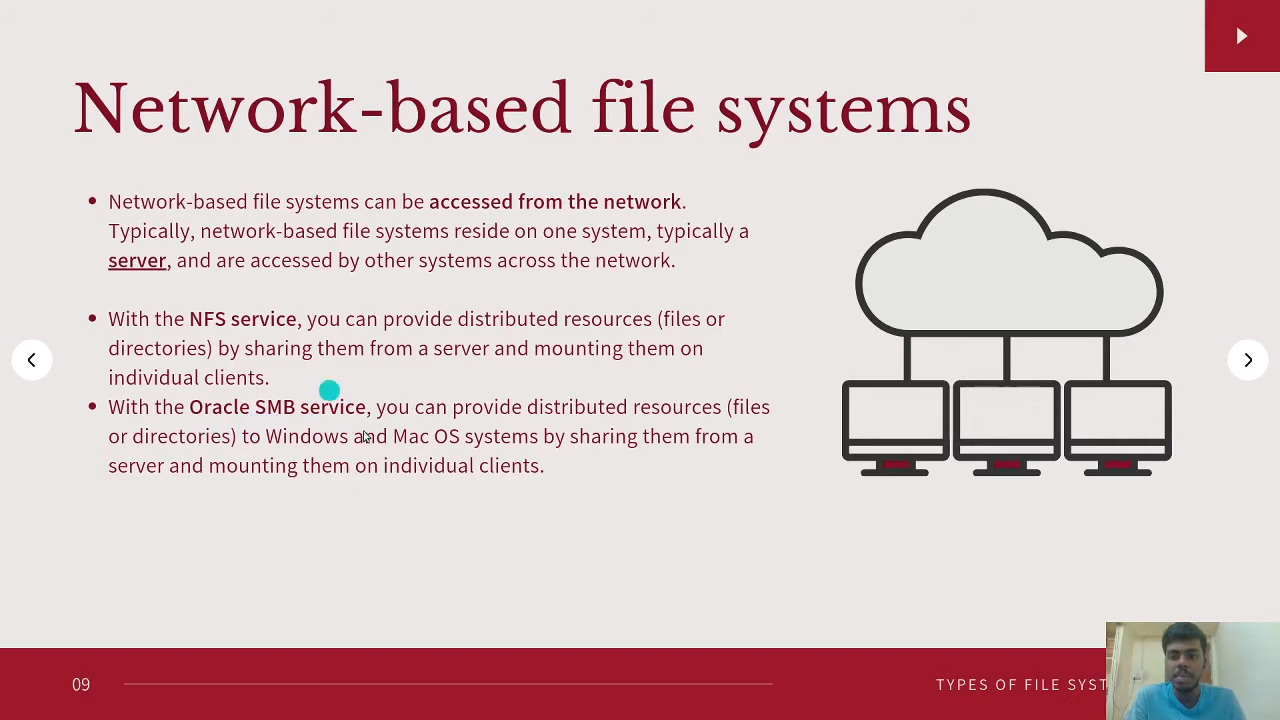 Network-based file systems
• Network-based file systems can be accessed from the network.
Typically, network-based file systems reside on one system, typically a
server, and are accessed by other systems across the network.
• With the NFS service, you can provide distributed resources (files or
directories) by sharing them from a server and mounting them on
individual clients.
• With the Oracle SMB service, you can provide distributed resources (files
or directories) to Windows and Mac OS systems by sharing them from a
server and mounting them on individual clients.
09
TYPES OF FILE SYST